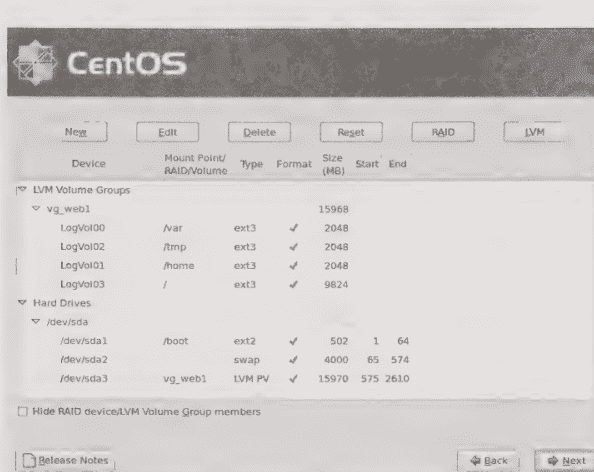 CentOS
New Edit Delete Reset RAID LVM
Device Mount Point/ RAID/Volume Type Format Size (MB) Start End
LVM Volume Groups
vg_web1 15968
LogVol00 /var ext3 ✓ 2048
LogVol02 /tmp ext3 ✓ 2048
LogVol01 /home ext3 ✓ 2048
LogVol03 / ext3 ✓ 9824
Hard Drives
/dev/sda
/dev/sda1 /boot ext2 ✓ 502 1 64
/dev/sda2 swap ✓ 4000 65 574
/dev/sda3 vg_web1 LVM PV ✓ 15970 575 2610
Hide RAID device/LVM Volume Group members
Release Notes Back Next